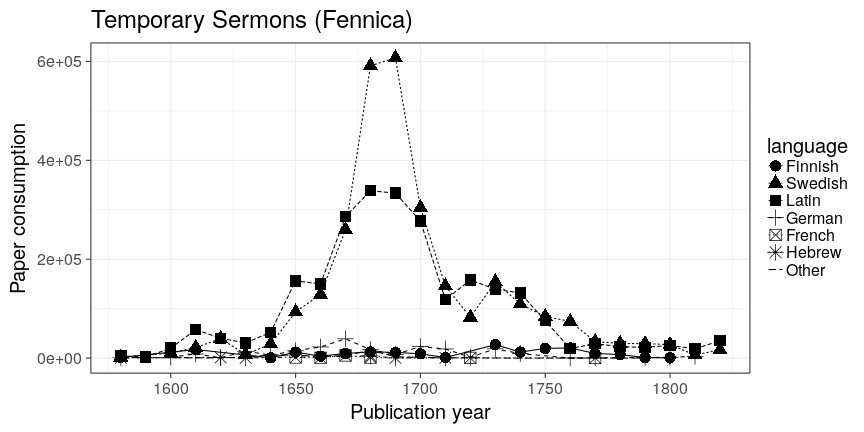 Temporary Sermons (Fennica)
6e+05
4e+05
2e+05
0e+00
Paper consumption
1600 1650 1700 1750 1800
Publication year
language
Finnish
Swedish
Latin
German
French
Hebrew
Other